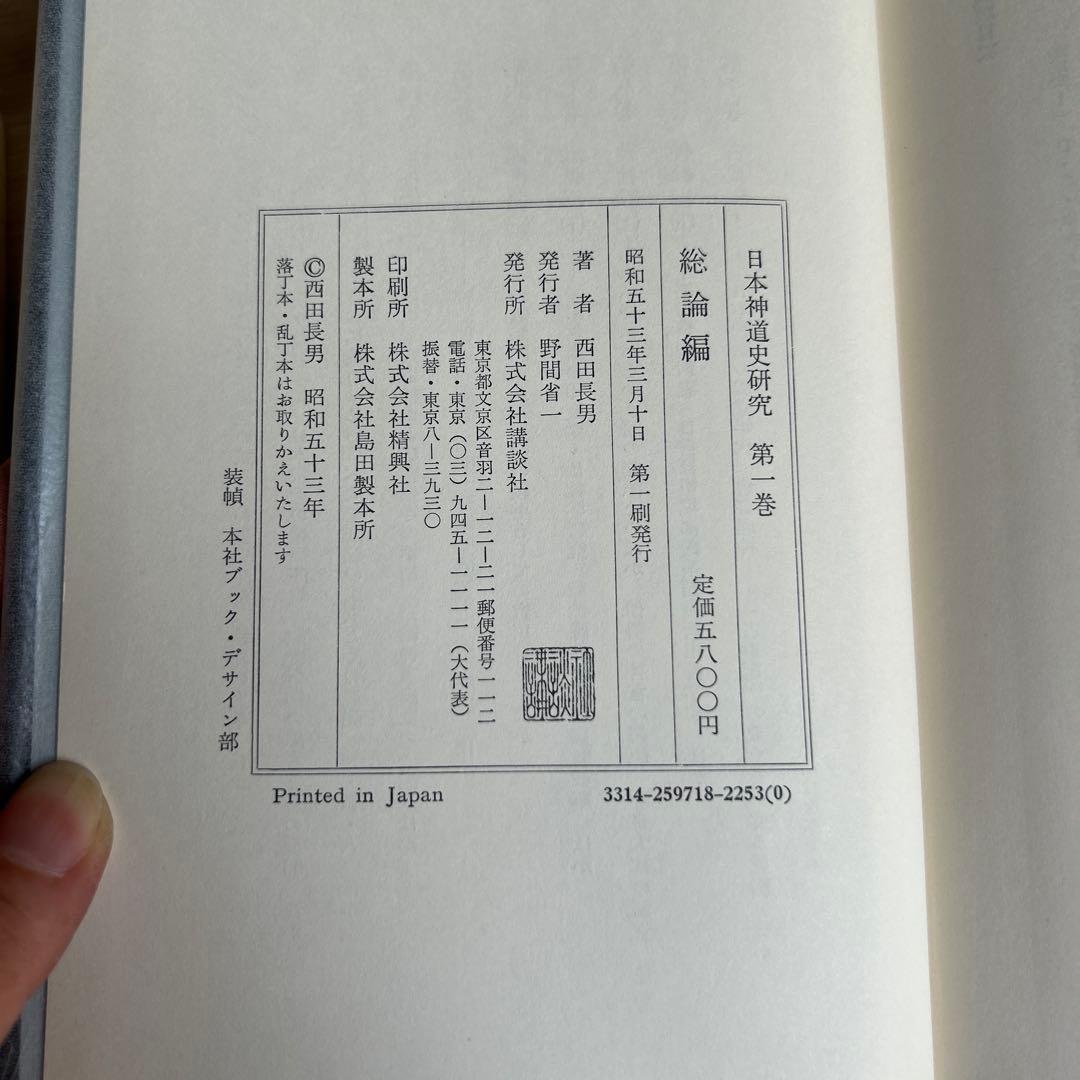 日本神道史研究 第一巻
総論編 定価五八〇〇円
昭和五十三年三月十日 第一刷発行
著者 西田長男
発行者 野間省一
発行所 株式会社講談社
東京都文京区音羽二―一二―二一郵便番号一一二
電話・東京(〇三)九四五―一一一一(大代表)
振替・東京八―三九三〇
印刷所 株式会社精興社
製本所 株式会社島田製本所
©西田長男 昭和五十三年
落丁本・乱丁本はお取りかえいたします
装幀 本社ブック・デザイン部
講談社
Printed in Japan
3314-259718-2253(0)